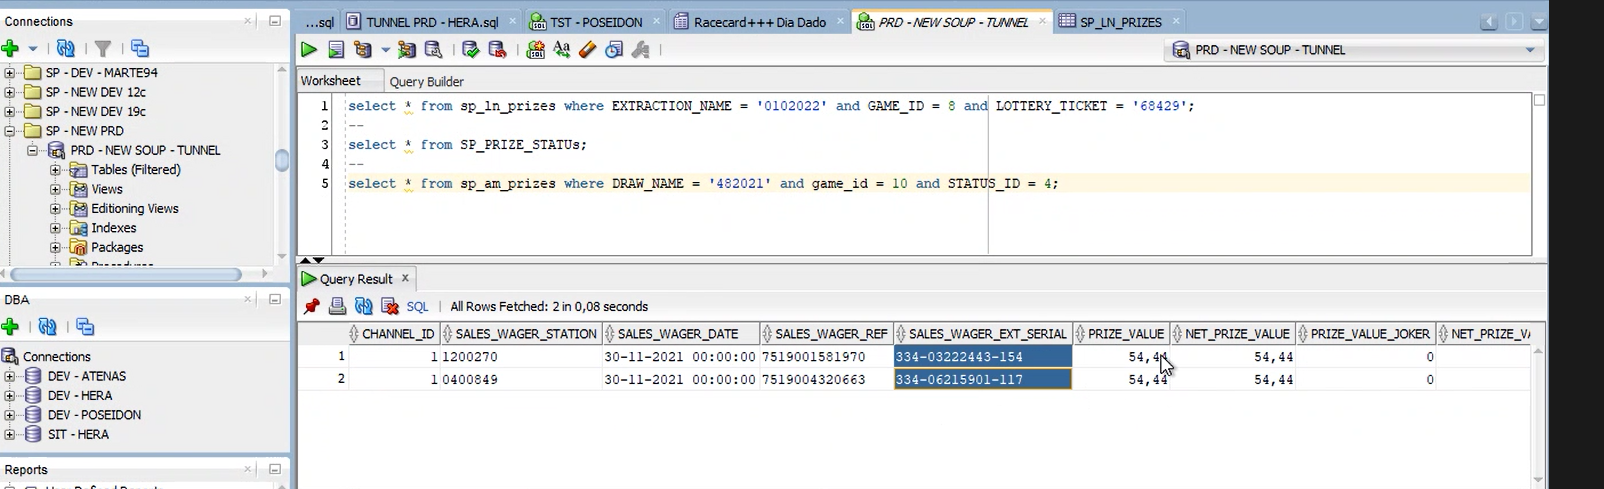 Connections
...sql TUNNEL PRD - HERA.sql TST - POSEIDON Racecard+++ Dia Dado PRD - NEW SOUP - TUNNEL SP_LN_PRIZES
PRD - NEW SOUP - TUNNEL
SP - DEV - MARTE94
SP - NEW DEV 12c
SP - NEW DEV 19c
SP - NEW PRD
PRD - NEW SOUP - TUNNEL
Tables (Filtered)
Views
Editioning Views
Indexes
Packages
Procedures
Worksheet Query Builder
1 select * from sp_ln_prizes where EXTRACTION_NAME = '0102022' and GAME_ID = 8 and LOTTERY_TICKET = '68429';
2 --
3 select * from SP_PRIZE_STATUs;
4 --
5 select * from sp_am_prizes where DRAW_NAME = '482021' and game_id = 10 and STATUS_ID = 4;
DBA
Connections
DEV - ATENAS
DEV - HERA
DEV - POSEIDON
SIT - HERA
Reports
Query Result
SQL All Rows Fetched: 2 in 0,08 seconds
CHANNEL_ID SALES_WAGER_STATION SALES_WAGER_DATE SALES_WAGER_REF SALES_WAGER_EXT_SERIAL PRIZE_VALUE NET_PRIZE_VALUE PRIZE_VALUE_JOKER NET_PRIZE_VA
1 1 1200270 30-11-2021 00:00:00 7519001581970 334-03222443-154 54,44 54,44 0
2 1 0400849 30-11-2021 00:00:00 7519004320663 334-06215901-117 54,44 54,44 0